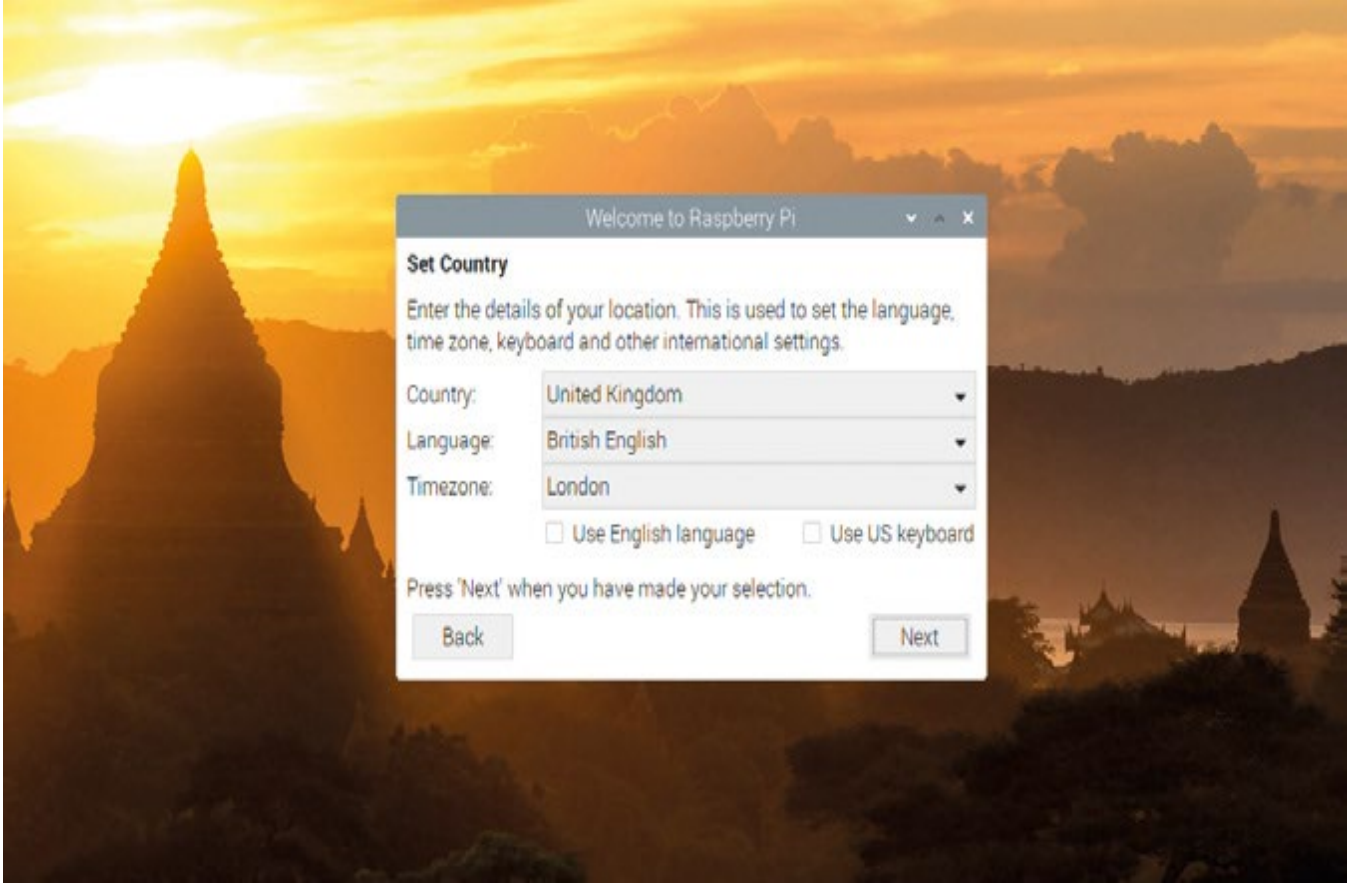 Welcome to Raspberry Pi
Set Country
Enter the details of your location. This is used to set the language,
time zone, keyboard and other international settings.
Country: United Kingdom
Language: British English
Timezone: London
Use English language Use US keyboard
Press 'Next' when you have made your selection.
Back Next